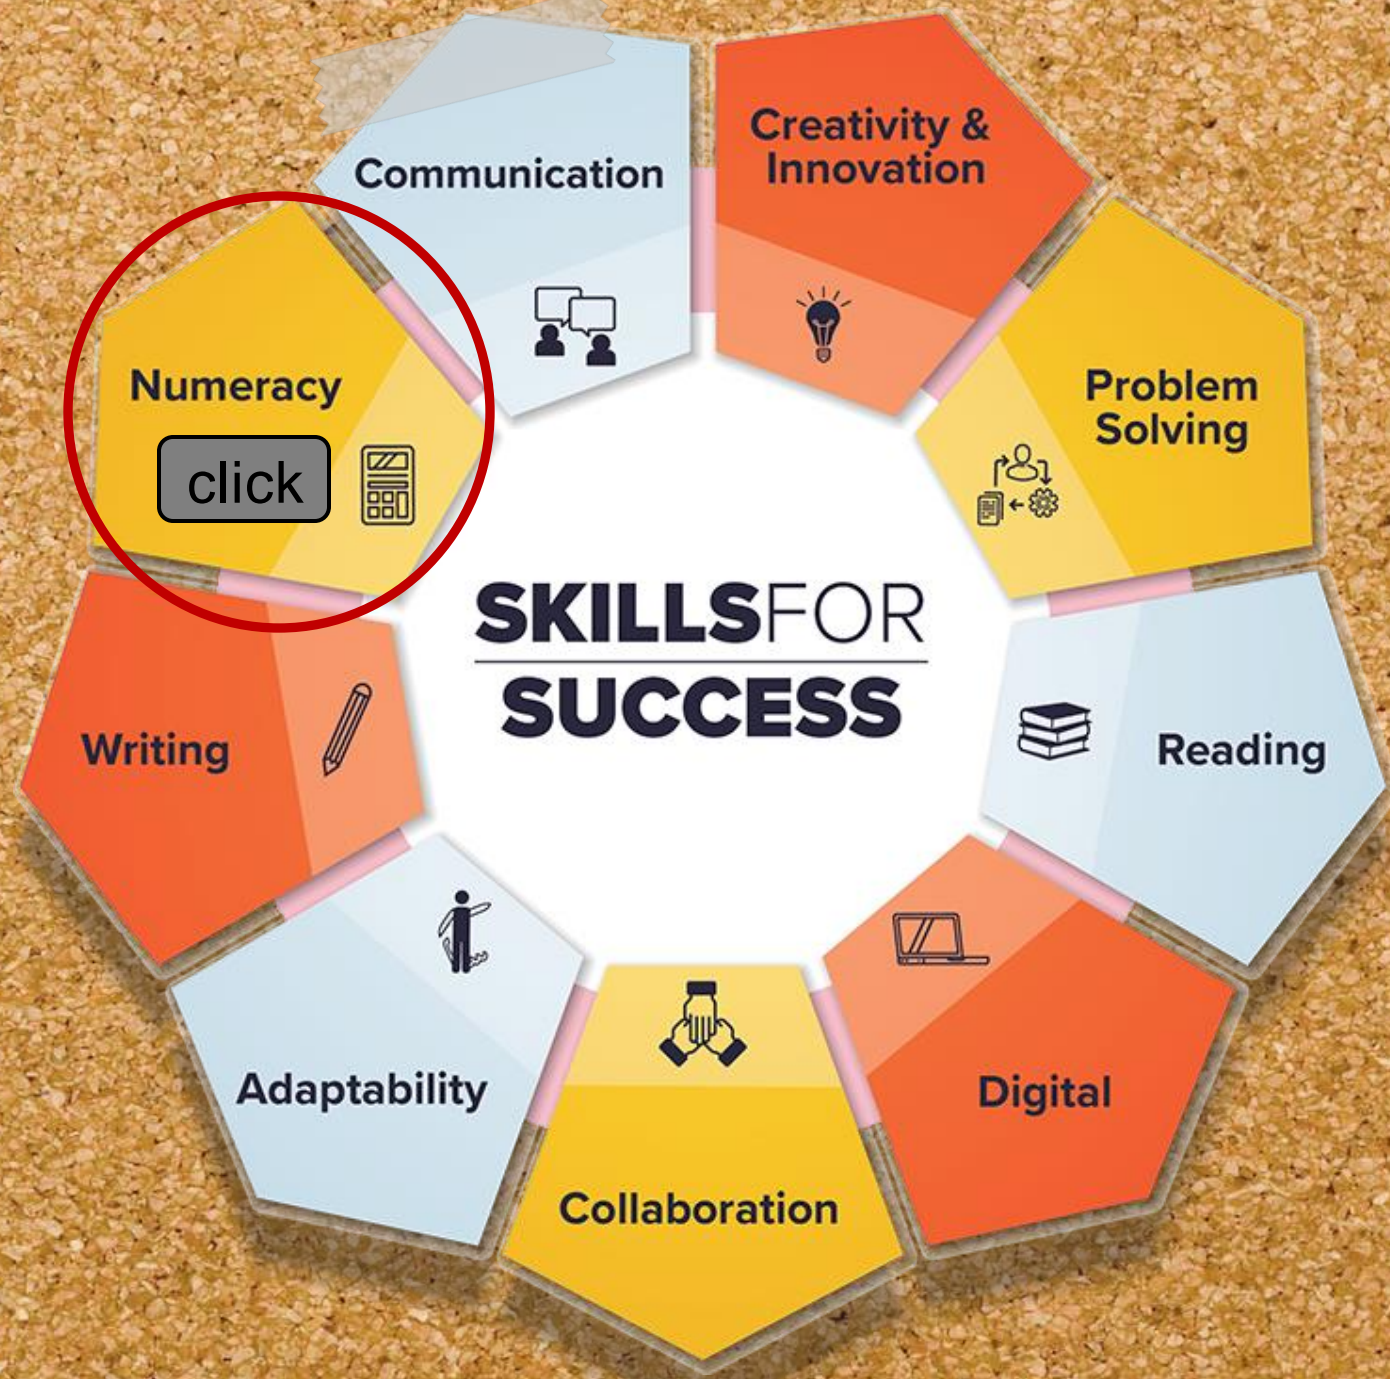 Communication
Creativity &
Innovation
Numeracy
click
Problem
Solving
SKILLSFOR
SUCCESS
Writing
Reading
Adaptability
Digital
Collaboration